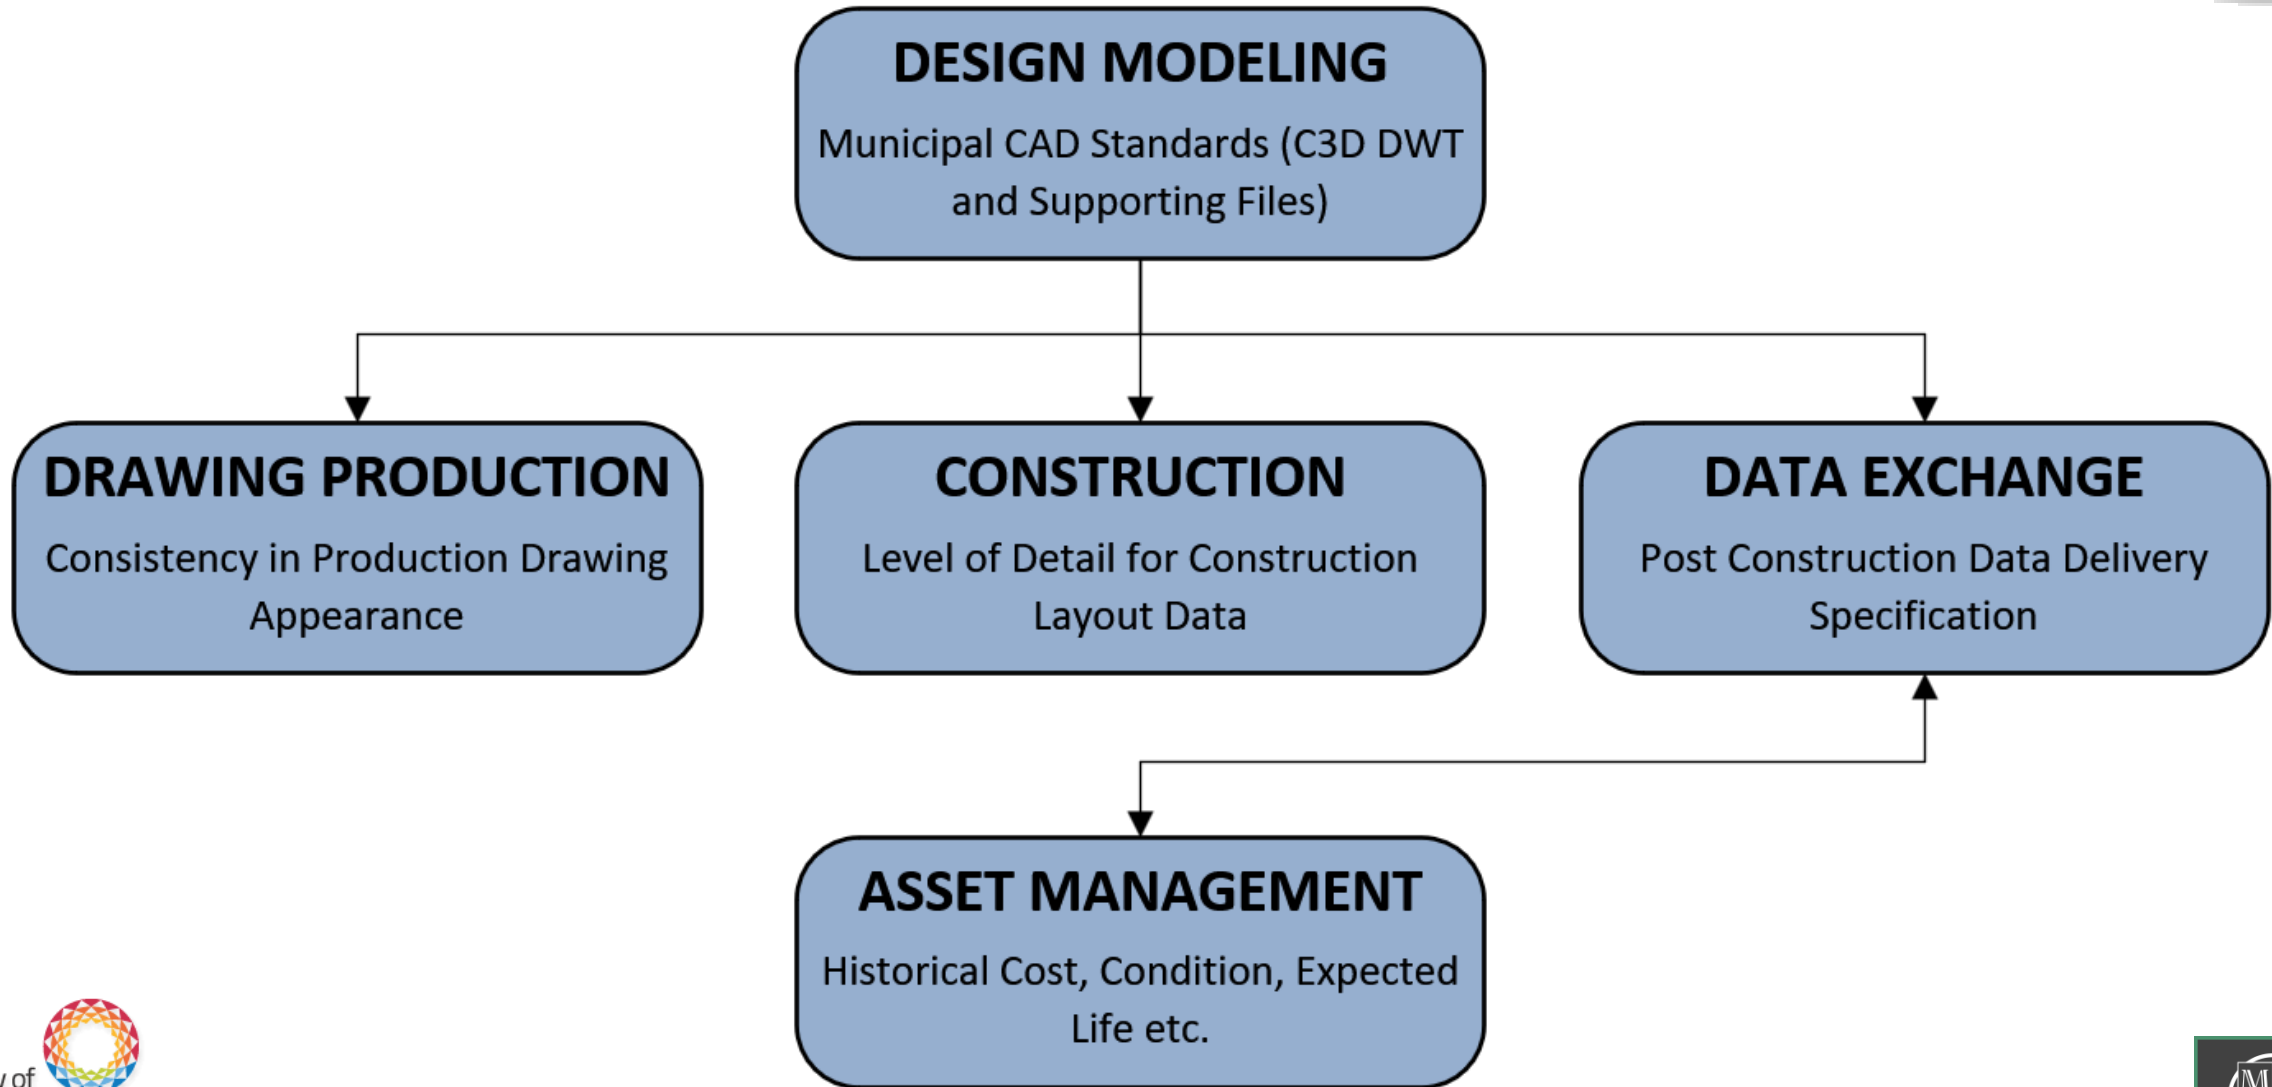 DESIGN MODELING
Municipal CAD Standards (C3D DWT
and Supporting Files)
DRAWING PRODUCTION
Consistency in Production Drawing
Appearance
CONSTRUCTION
Level of Detail for Construction
Layout Data
DATA EXCHANGE
Post Construction Data Delivery
Specification
ASSET MANAGEMENT
Historical Cost, Condition, Expected
Life etc.
of